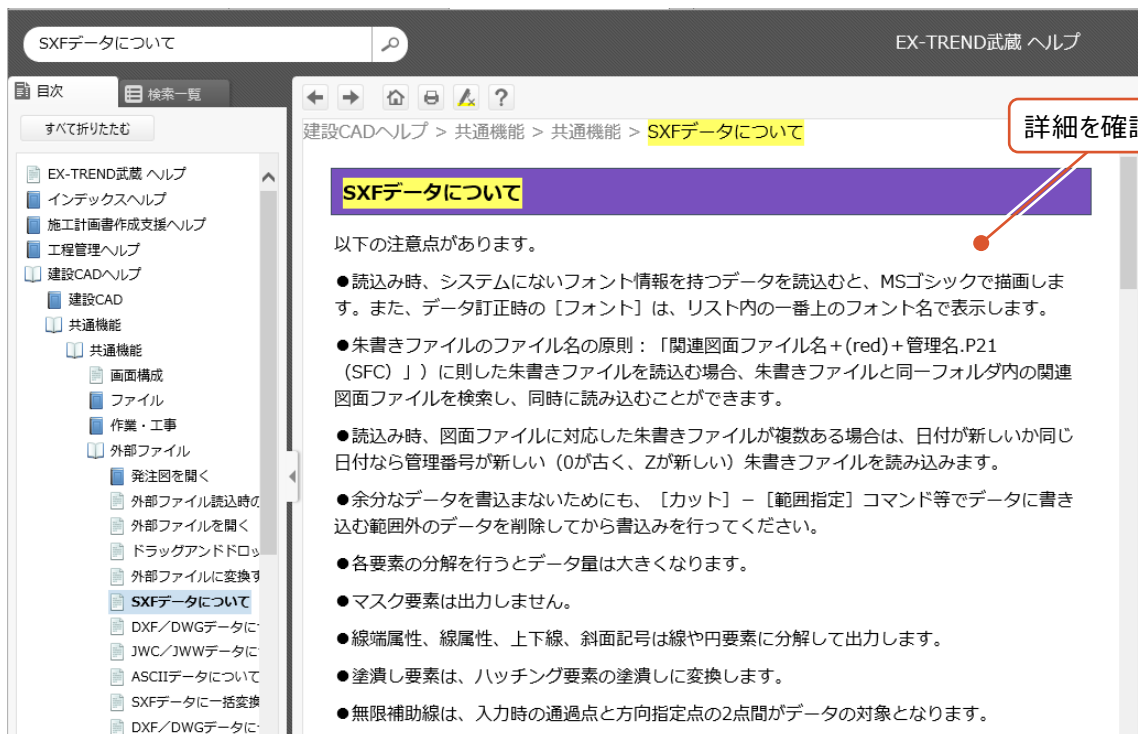 SXFデータについて
EX-TREND武蔵 ヘルプ
目次
検索一覧
すべて折りたたむ
EX-TREND武蔵 ヘルプ
インデックスヘルプ
施工計画書作成支援ヘルプ
工程管理ヘルプ
建設CADヘルプ
建設CAD
共通機能
共通機能
画面構成
ファイル
作業・工事
外部ファイル
発注図を開く
外部ファイル読込時の
外部ファイルを開く
ドラッグアンドドロッ
外部ファイルに変換す
SXFデータについて
DXF/DWGデータに
JWC/JWWデータに
ASCIIデータについて
SXFデータに一括変換
DXF/DWGデータに
建設CADヘルプ > 共通機能 > 共通機能 > SXFデータについて
詳細を確認
SXFデータについて
以下の注意点があります。
●読込み時、システムにないフォント情報を持つデータを読込むと、MSゴシックで描画しま
す。また、データ訂正時の［フォント］は、リスト内の一番上のフォント名で表示します。
●朱書きファイルのファイル名の原則：「関連図面ファイル名＋(red)＋管理名.P21
（SFC）」）に則した朱書きファイルを読込む場合、朱書きファイルと同一フォルダ内の関連
図面ファイルを検索し、同時に読み込むことができます。
●読込み時、図面ファイルに対応した朱書きファイルが複数ある場合は、日付が新しいか同じ
日付なら管理番号が新しい（0が古く、Zが新しい）朱書きファイルを読み込みます。
●余分なデータを書込まないためにも、［カット］－［範囲指定］コマンド等でデータに書き
込む範囲外のデータを削除してから書込みを行ってください。
●各要素の分解を行うとデータ量は大きくなります。
●マスク要素は出力しません。
●線端属性、線属性、上下線、斜面記号は線や円要素に分解して出力します。
●塗潰し要素は、ハッチング要素の塗潰しに変換します。
●無限補助線は、入力時の通過点と方向指定点の2点間がデータの対象となります。